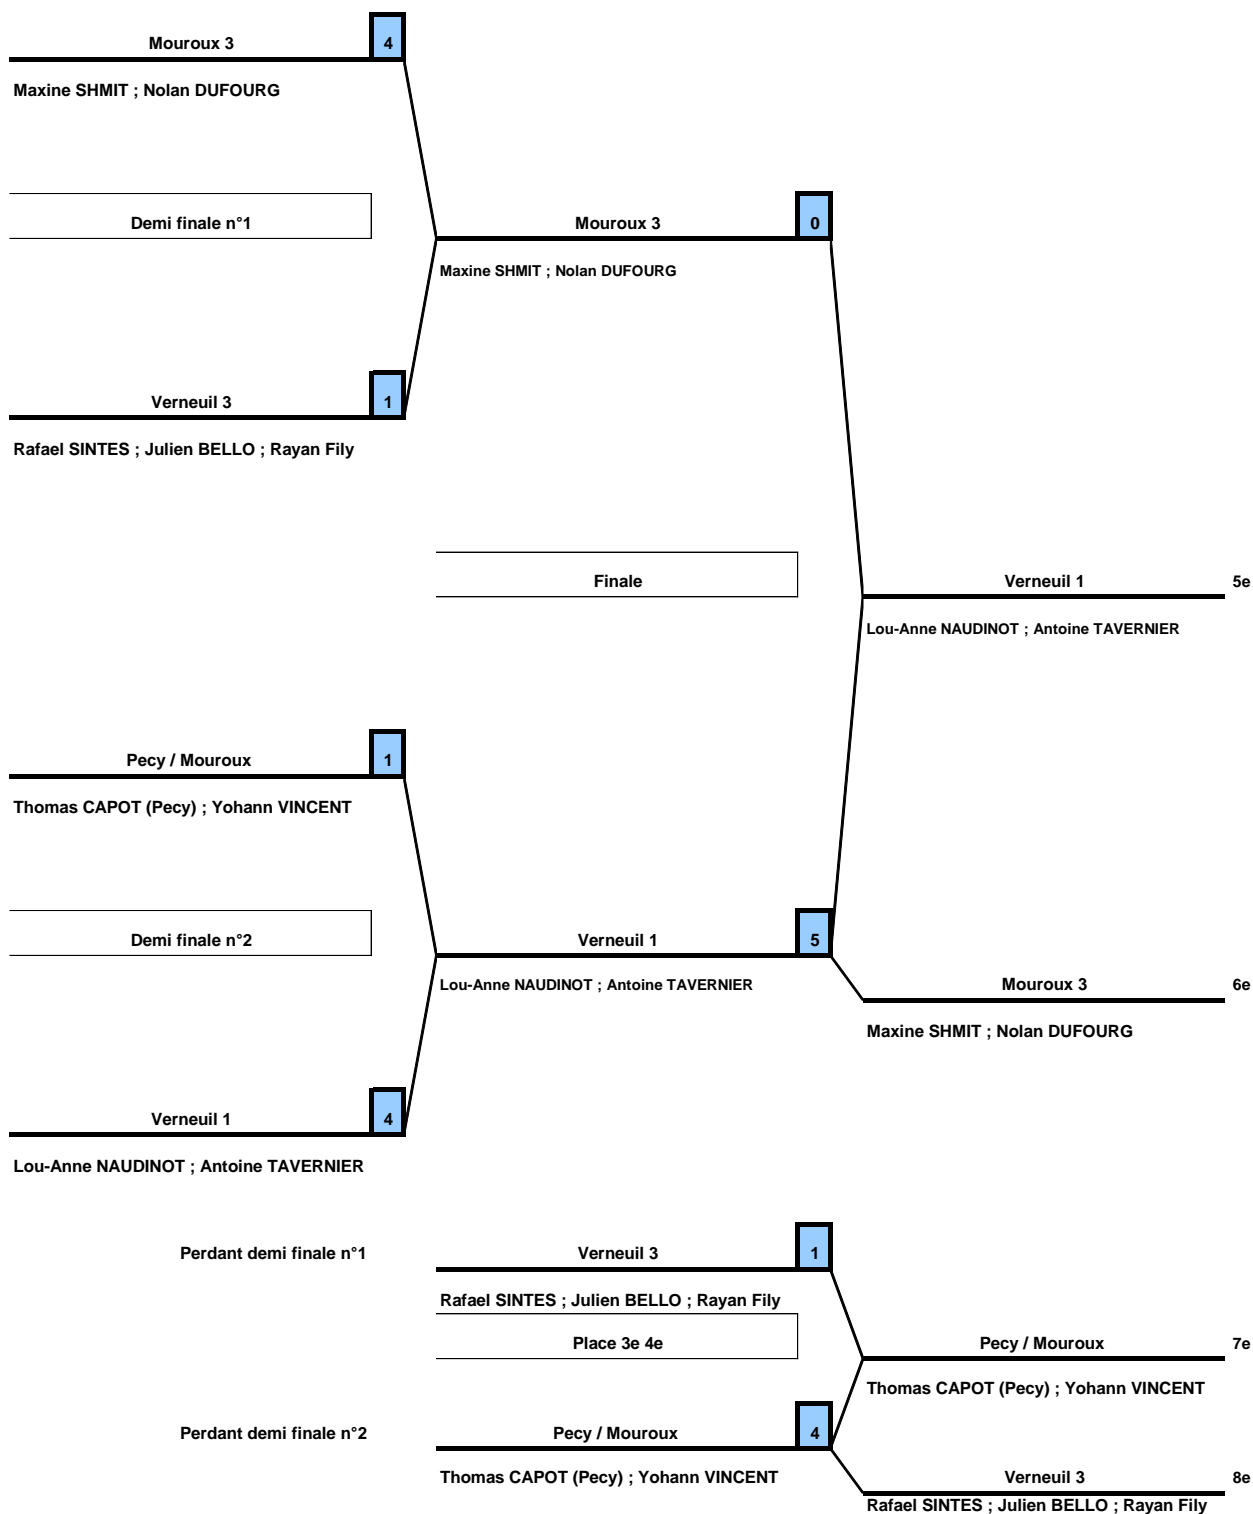 Mouroux 3 4
Maxine SHMIT ; Nolan DUFOURG
Demi finale n°1
Mouroux 3 0
Maxine SHMIT ; Nolan DUFOURG
Verneuil 3 1
Rafael SINTES ; Julien BELLO ; Rayan Fily
Finale
Verneuil 1 5e
Lou-Anne NAUDINOT ; Antoine TAVERNIER
Pecy / Mouroux 1
Thomas CAPOT (Pecy) ; Yohann VINCENT
Demi finale n°2
Verneuil 1 5
Lou-Anne NAUDINOT ; Antoine TAVERNIER
Mouroux 3 6e
Maxine SHMIT ; Nolan DUFOURG
Verneuil 1 4
Lou-Anne NAUDINOT ; Antoine TAVERNIER
Perdant demi finale n°1
Verneuil 3 1
Rafael SINTES ; Julien BELLO ; Rayan Fily
Place 3e 4e
Pecy / Mouroux 7e
Thomas CAPOT (Pecy) ; Yohann VINCENT
Perdant demi finale n°2
Pecy / Mouroux 4
Thomas CAPOT (Pecy) ; Yohann VINCENT
Verneuil 3 8e
Rafael SINTES ; Julien BELLO ; Rayan Fily